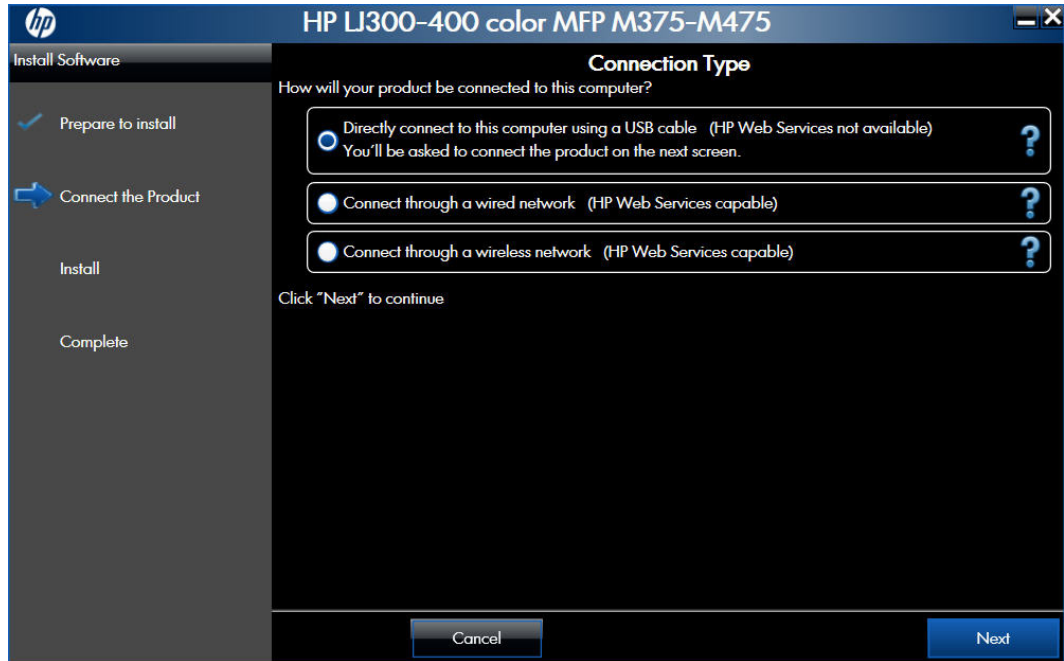 hp
HP LJ300-400 color MFP M375-M475
Install Software
Prepare to install
Connect the Product
Install
Complete
Connection Type
How will your product be connected to this computer?
Directly connect to this computer using a USB cable (HP Web Services not available)
You'll be asked to connect the product on the next screen.
?
Connect through a wired network (HP Web Services capable)
?
Connect through a wireless network (HP Web Services capable)
?
Click "Next" to continue
Cancel
Next